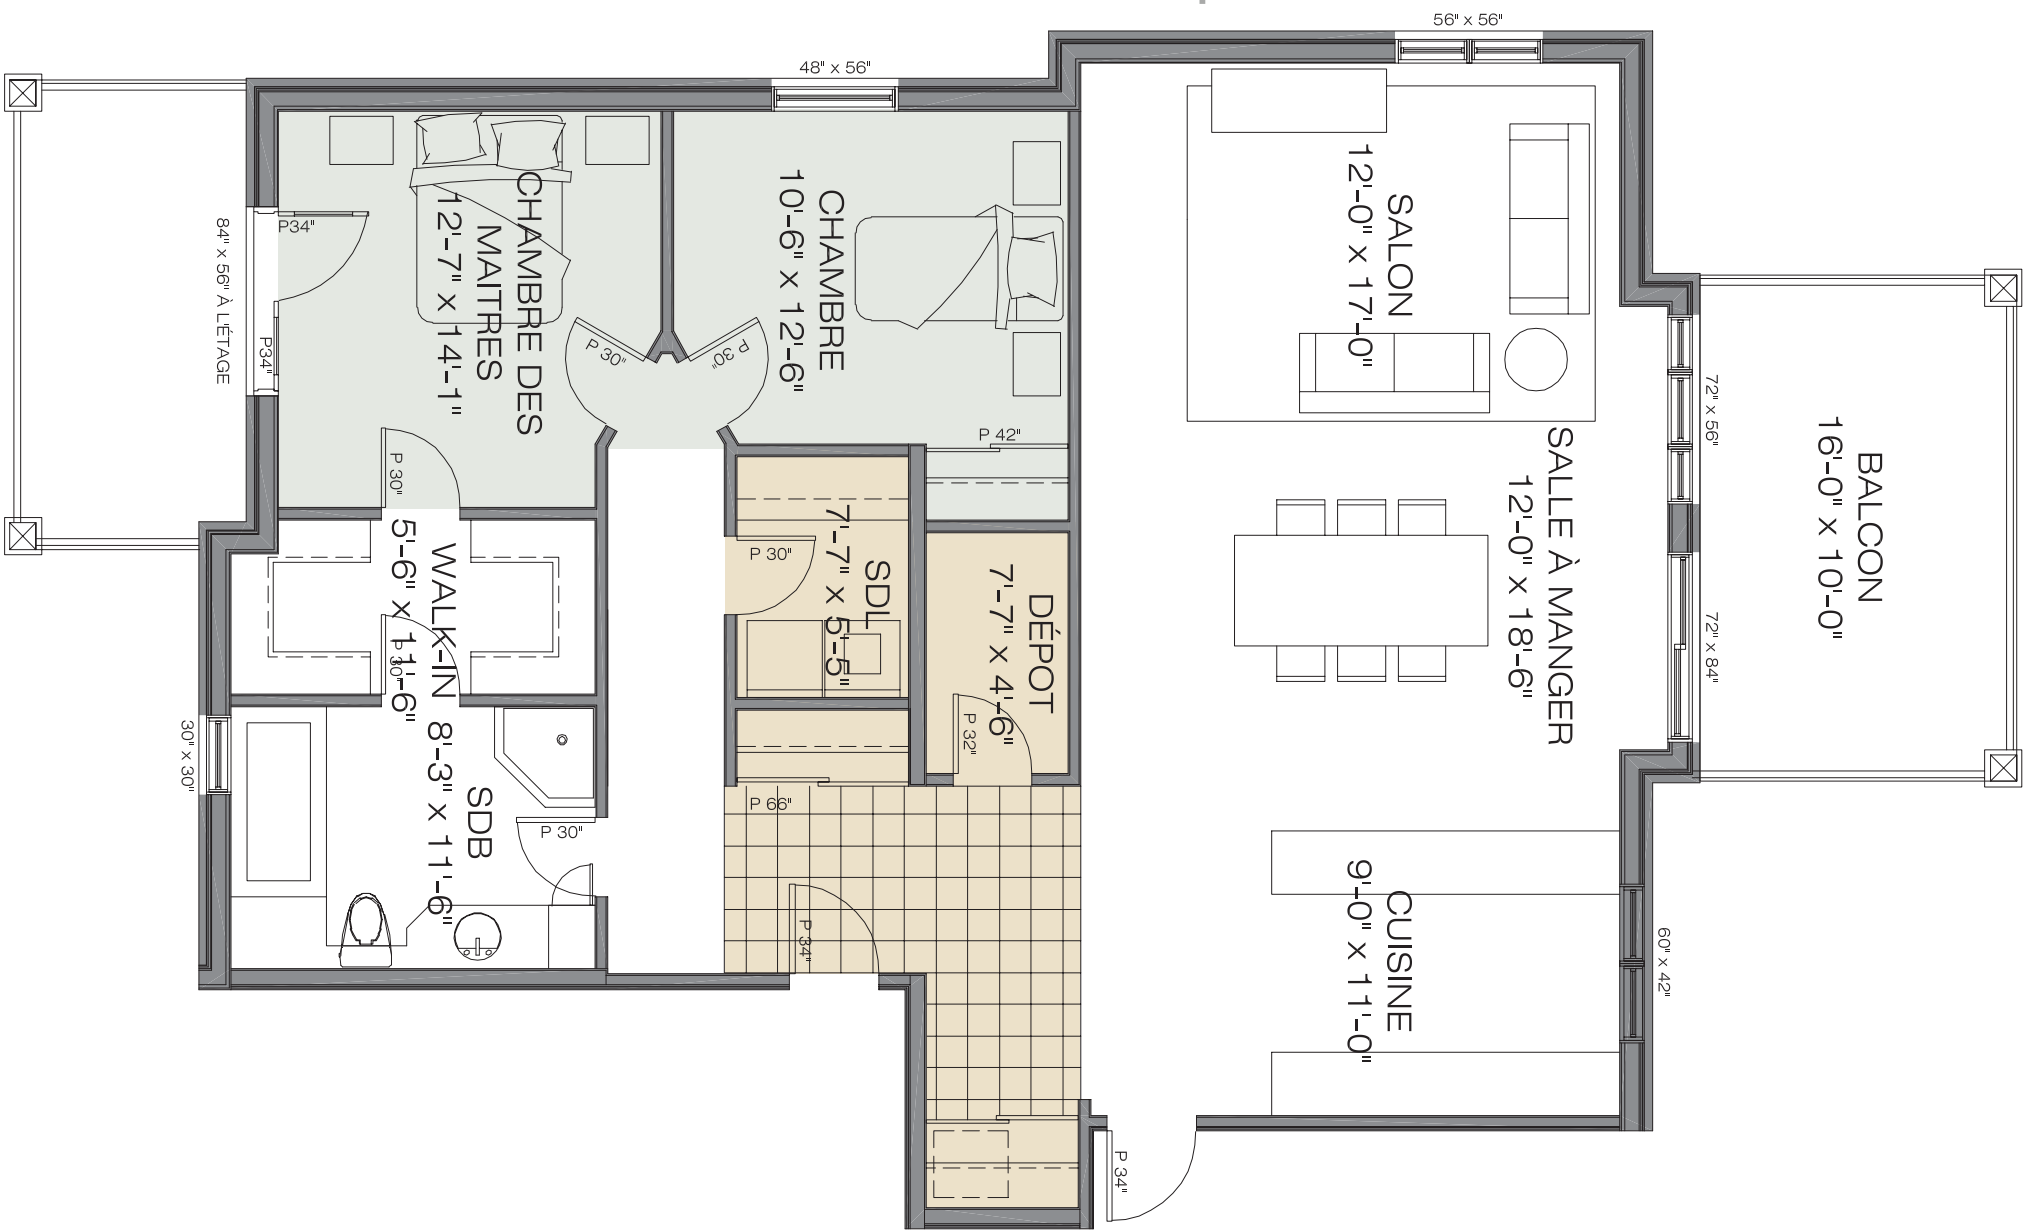 56" x 56"
48" x 56"
SALON
12'-0" x 17'-0"
CHAMBRE
10'-6" x 12'-6"
CHAMBRE DES
MAITRES
12'-7" x 14'-1"
P34"
84" x 56" À L'ÉTAGE
P34"
P 30"
P 30"
P 42"
P 30"
72" x 56"
BALCON
16'-0" x 10'-0"
SALLE À MANGER
12'-0" x 18'-6"
72" x 84"
SDL
7'-7" x 5'-5"
P 30"
DÉPOT
7'-7" x 4'-6"
P 32"
WALK-IN
5'-6" x 11'-6"
P 30"
30" x 30"
SDB
8'-3" x 11'-6"
P 30"
P 66"
P 34"
CUISINE
9'-0" x 11'-0"
60" x 42"
P 34"